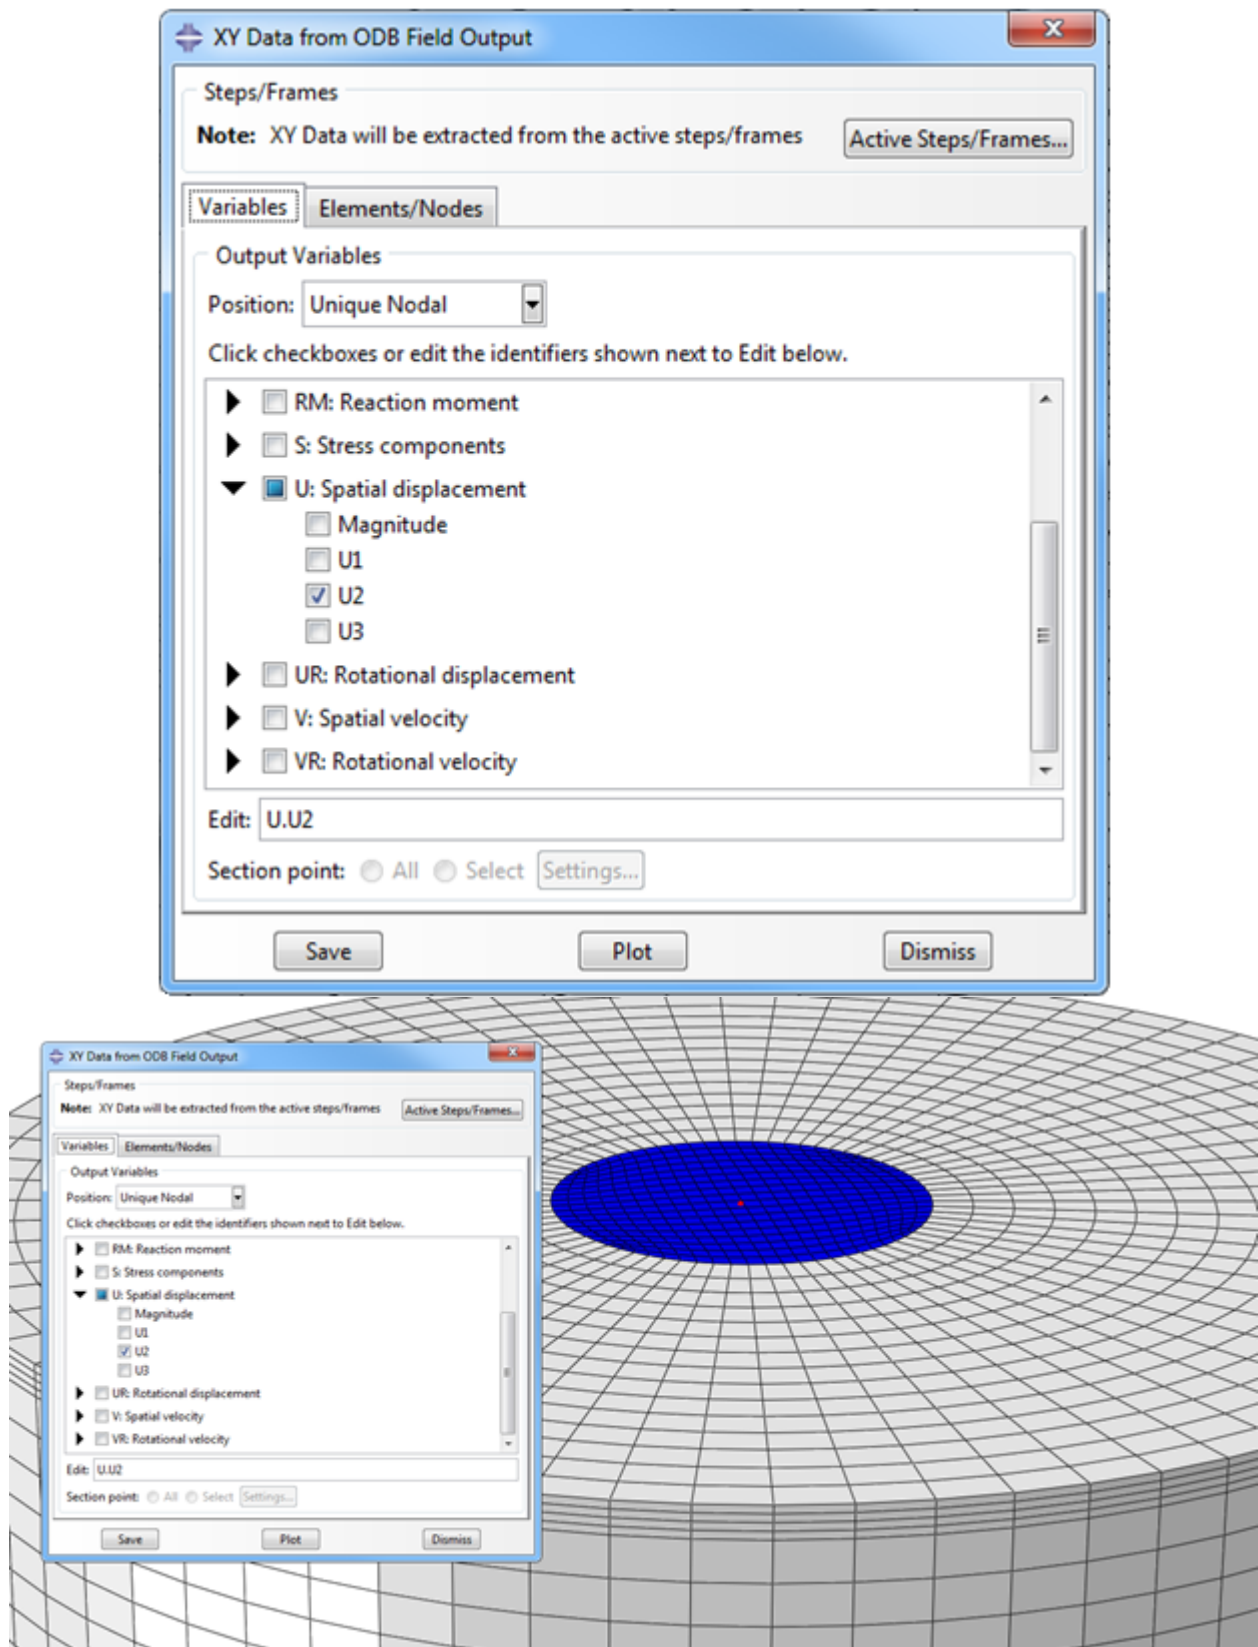 XY Data from ODB Field Output
Steps/Frames
Note: XY Data will be extracted from the active steps/frames Active Steps/Frames...
Variables Elements/Nodes
Output Variables
Position: Unique Nodal
Click checkboxes or edit the identifiers shown next to Edit below.
RM: Reaction moment
S: Stress components
U: Spatial displacement
Magnitude
U1
U2
U3
UR: Rotational displacement
V: Spatial velocity
VR: Rotational velocity
Edit: U.U2
Section point: All Select Settings...
Save Plot Dismiss
XY Data from ODB Field Output
Steps/Frames
Note: XY Data will be extracted from the active steps/frames Active Steps/Frames...
Variables Elements/Nodes
Output Variables
Position: Unique Nodal
Click checkboxes or edit the identifiers shown next to Edit below.
RM: Reaction moment
S: Stress components
U: Spatial displacement
Magnitude
U1
U2
U3
UR: Rotational displacement
V: Spatial velocity
VR: Rotational velocity
Edit: U.U2
Section point: All Select Settings...
Save Plot Dismiss